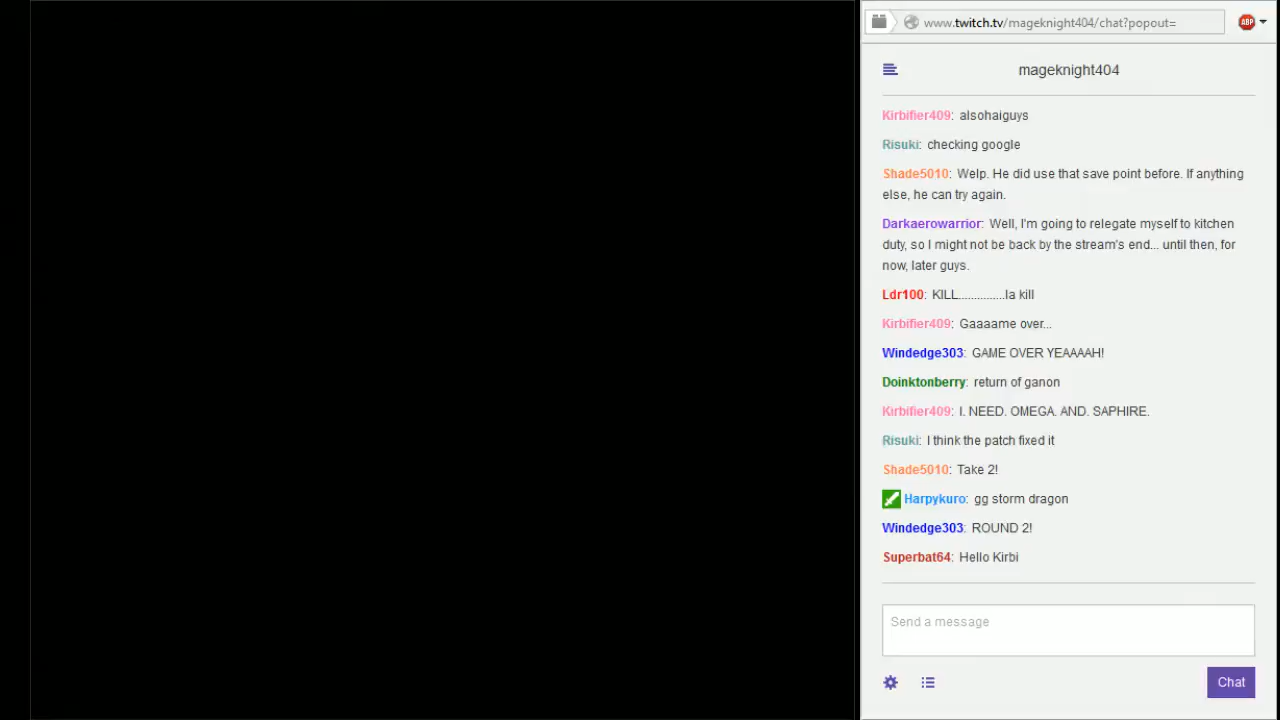 www.twitch.tv/mageknight404/chat?popout=
ABP
mageknight404
Kirbifier409: alsohaiguys
Risuki: checking google
Shade5010: Welp. He did use that save point before. If anything
else, he can try again.
Darkaerowarrior: Well, I'm going to relegate myself to kitchen
duty, so I might not be back by the stream's end... until then, for
now, later guys.
Ldr100: KILL..............la kill
Kirbifier409: Gaaaame over...
Windedge303: GAME OVER YEAAAAH!
Doinktonberry: return of ganon
Kirbifier409: I. NEED. OMEGA. AND. SAPHIRE.
Risuki: I think the patch fixed it
Shade5010: Take 2!
Harpykuro: gg storm dragon
Windedge303: ROUND 2!
Superbat64: Hello Kirbi
Send a message
Chat